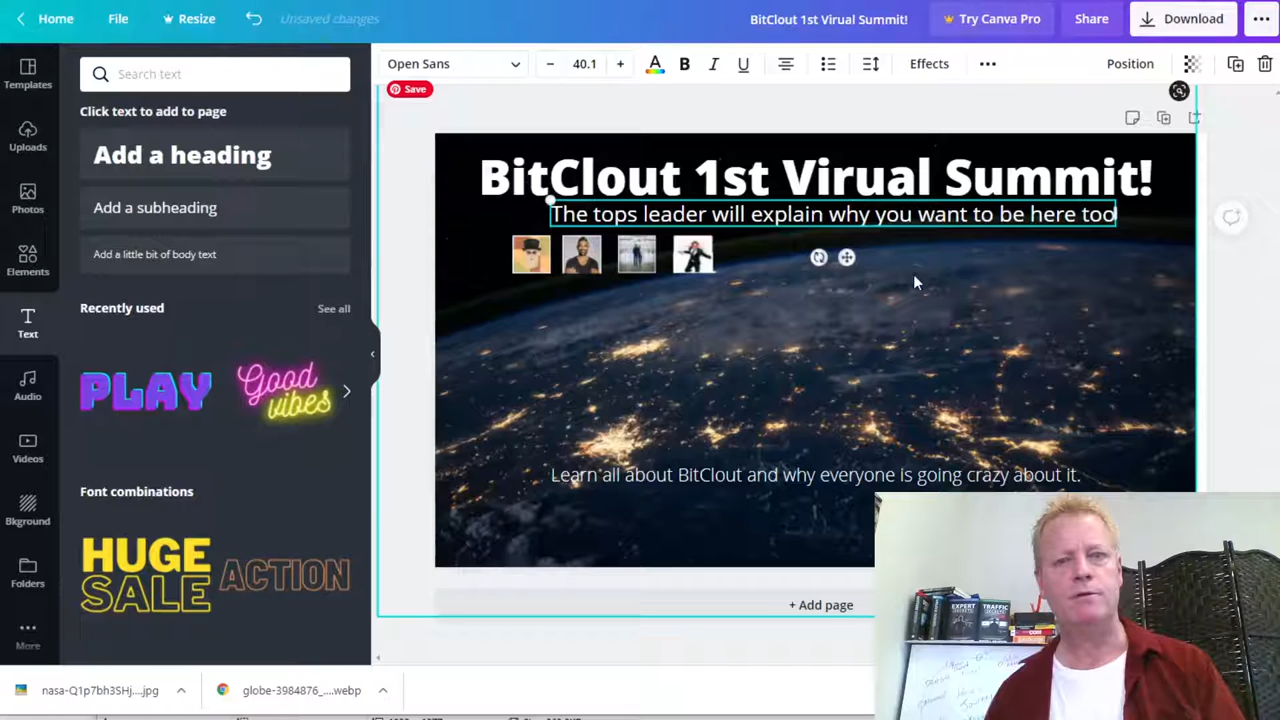 Home File Resize Unsaved changes BitClout 1st Virual Summit! Try Canva Pro Share Download
Open Sans 40.1 A B I U Effects Position
Save
Templates
Uploads
Photos
Elements
Text
Audio
Videos
Bkground
Folders
More
Search text
Click text to add to page
Add a heading
Add a subheading
Add a little bit of body text
Recently used See all
PLAY Good
vibes
Font combinations
HUGE
SALE ACTION
BitClout 1st Virual Summit!
The tops leader will explain why you want to be here too
Learn all about BitClout and why everyone is going crazy about it.
+ Add page
EXPERT
SECRETS
TRAFFIC
SECRETS
nasa-Q1p7bh3SHj....jpg globe-3984876_....webp